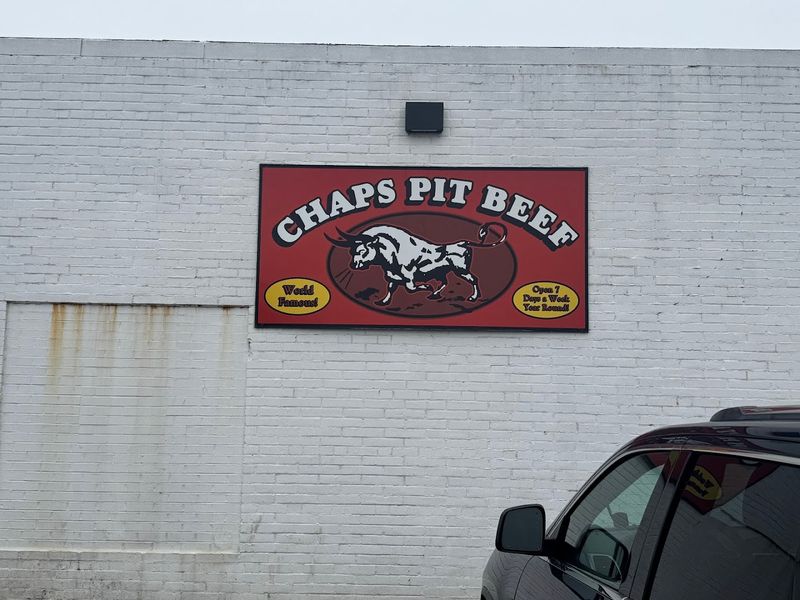 CHAPS PIT BEEF
World
Famous!
Open 7
Days a Week
Year Round!